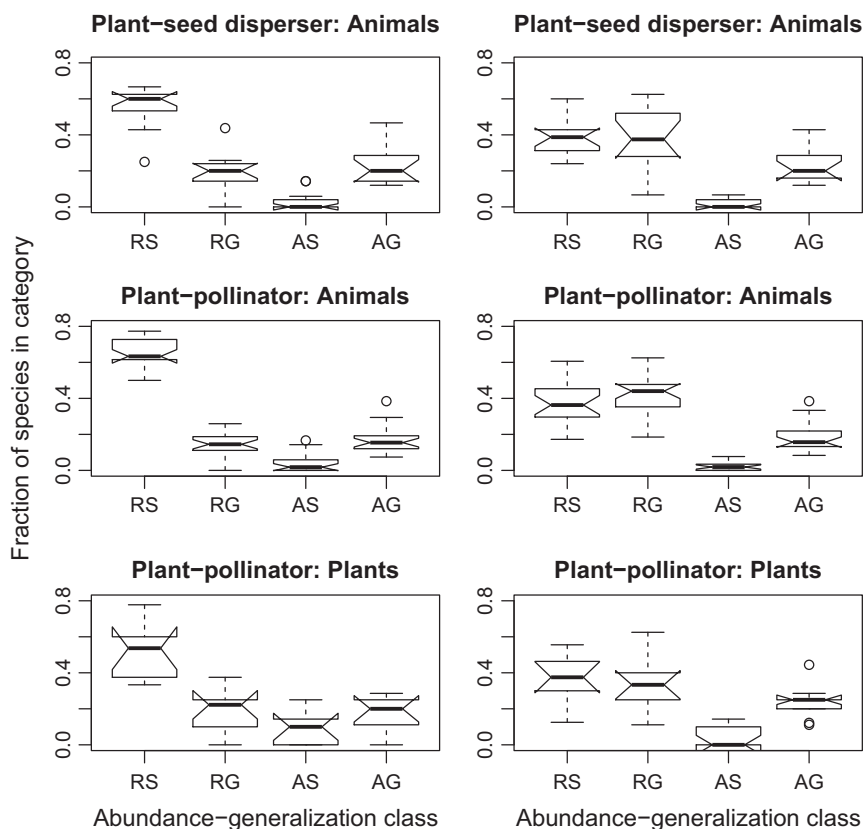 Plant−seed disperser: Animals
Plant−seed disperser: Animals
0.8
0.4
0.0
RS RG AS AG
0.8
0.4
0.0
RS RG AS AG
Fraction of species in category
Plant−pollinator: Animals
Plant−pollinator: Animals
0.8
0.4
0.0
RS RG AS AG
0.8
0.4
0.0
RS RG AS AG
Plant−pollinator: Plants
Plant−pollinator: Plants
0.8
0.4
0.0
RS RG AS AG
0.8
0.4
0.0
RS RG AS AG
Abundance−generalization class
Abundance−generalization class